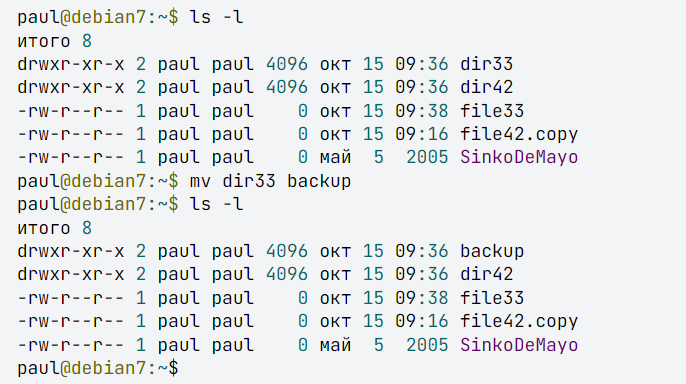 paul@debian7:~$ ls -l
итого 8
drwxr-xr-x 2 paul paul 4096 окт 15 09:36 dir33
drwxr-xr-x 2 paul paul 4096 окт 15 09:36 dir42
-rw-r--r-- 1 paul paul    0 окт 15 09:38 file33
-rw-r--r-- 1 paul paul    0 окт 15 09:16 file42.copy
-rw-r--r-- 1 paul paul    0 май  5  2005 SinkoDeMayo
paul@debian7:~$ mv dir33 backup
paul@debian7:~$ ls -l
итого 8
drwxr-xr-x 2 paul paul 4096 окт 15 09:36 backup
drwxr-xr-x 2 paul paul 4096 окт 15 09:36 dir42
-rw-r--r-- 1 paul paul    0 окт 15 09:38 file33
-rw-r--r-- 1 paul paul    0 окт 15 09:16 file42.copy
-rw-r--r-- 1 paul paul    0 май  5  2005 SinkoDeMayo
paul@debian7:~$